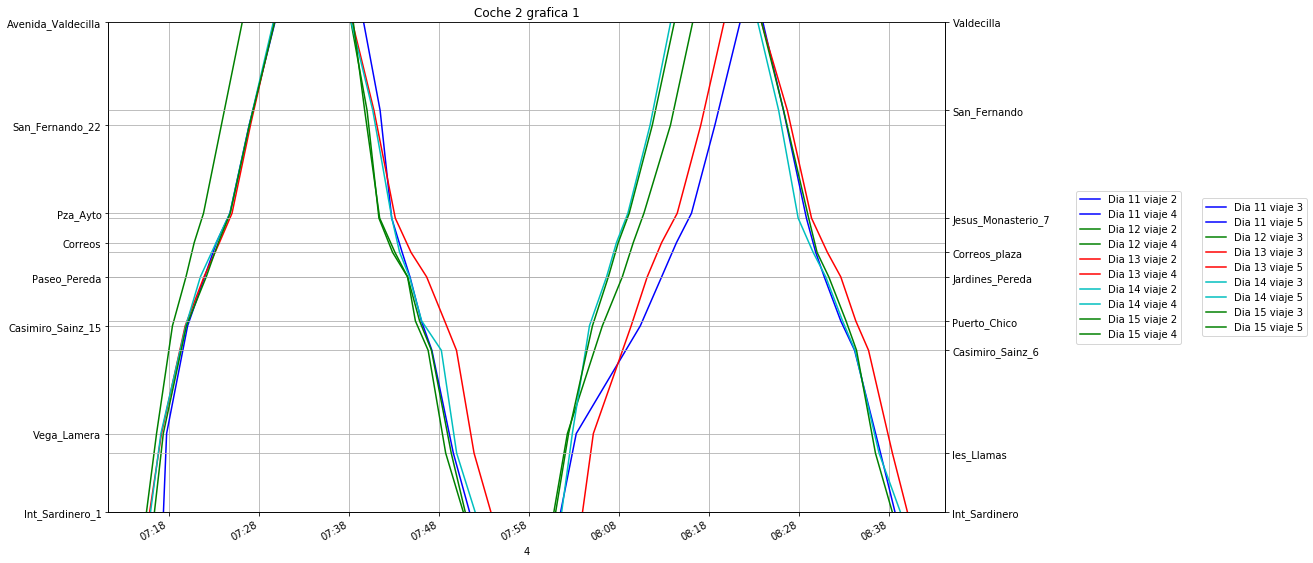 Coche 2 grafica 1
Avenida_Valdecilla
San_Fernando_22
Pza_Ayto
Correos
Paseo_Pereda
Casimiro_Sainz_15
Vega_Lamera
Int_Sardinero_1
Valdecilla
San_Fernando
Jesus_Monasterio_7
Correos_plaza
Jardines_Pereda
Puerto_Chico
Casimiro_Sainz_6
Ies_Llamas
Int_Sardinero
07:18
07:28
07:38
07:48
07:58
08:08
08:18
08:28
08:38
4
Dia 11 viaje 2
Dia 11 viaje 4
Dia 12 viaje 2
Dia 12 viaje 4
Dia 13 viaje 2
Dia 13 viaje 4
Dia 14 viaje 2
Dia 14 viaje 4
Dia 15 viaje 2
Dia 15 viaje 4
Dia 11 viaje 3
Dia 11 viaje 5
Dia 12 viaje 3
Dia 13 viaje 3
Dia 13 viaje 5
Dia 14 viaje 3
Dia 14 viaje 5
Dia 15 viaje 3
Dia 15 viaje 5